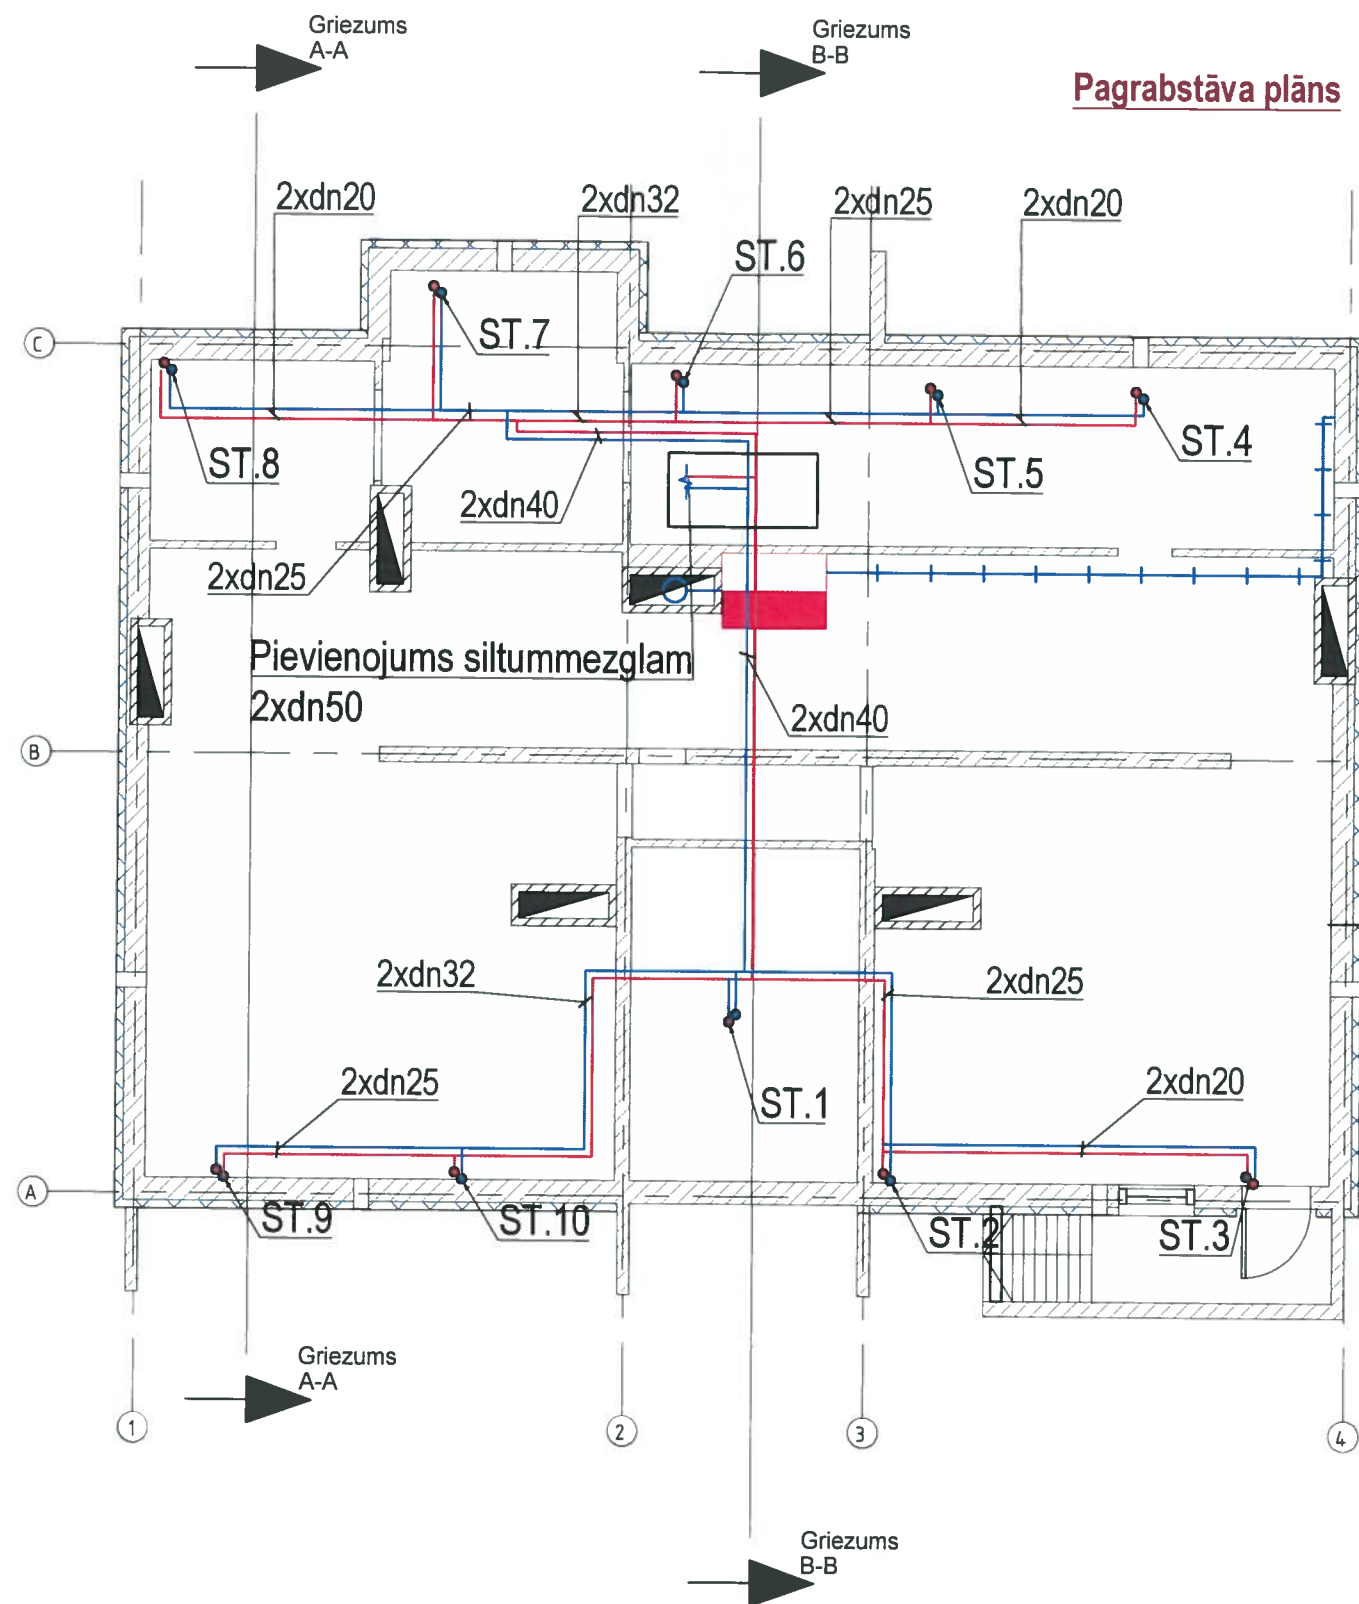 Griezums
A-A
Griezums
B-B
Pagrabstāva plāns
2xdn20
2xdn32
2xdn25
2xdn20
ST.6
ST.7
C
ST.8
ST.5
ST.4
2xdn40
2xdn25
Pievienojums siltummezglam
2xdn50
2xdn40
B
2xdn32
2xdn25
2xdn25
ST.1
2xdn20
A
ST.9
ST.10
ST.2
ST.3
Griezums
A-A
1
2
3
4
Griezums
B-B